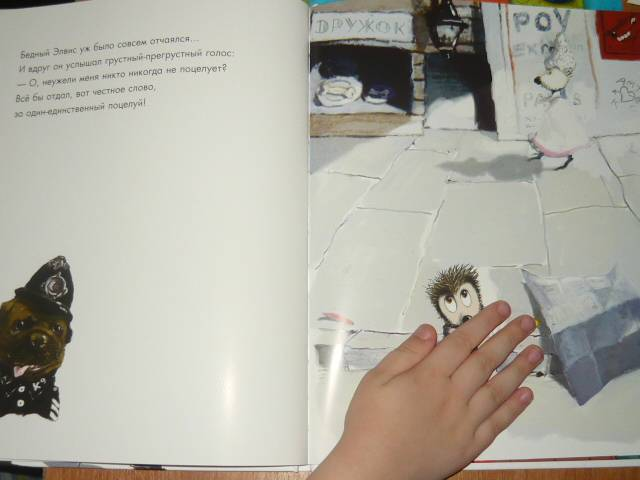 Бедный Элвис уж было совсем отчаялся...
И вдруг он услышал грустный-прегрустный голос:
— О, неужели меня никто никогда не поцелует?
Всё бы отдал, вот честное слово,
за один-единственный поцелуй!
ДРУЖОК
РОУ